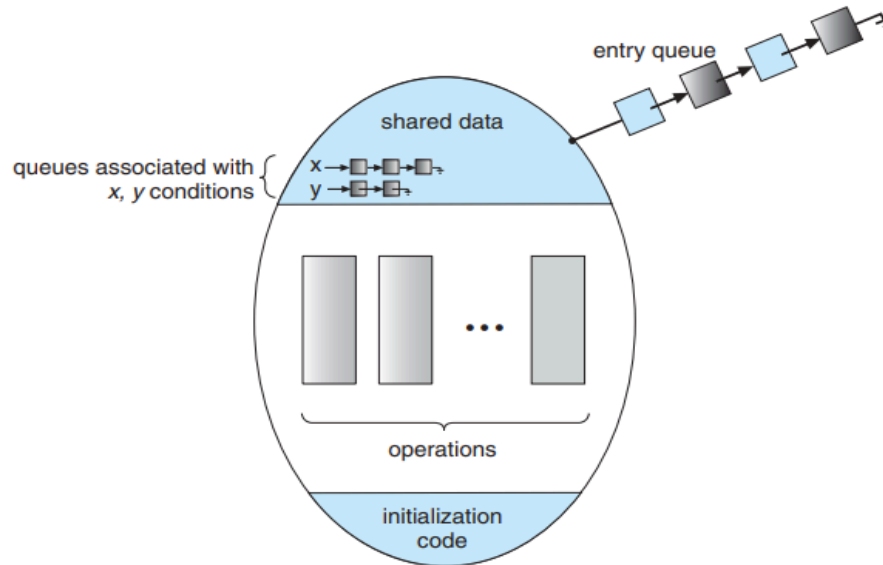 entry queue
shared data
queues associated with
x, y conditions
x
y
...
operations
initialization
code